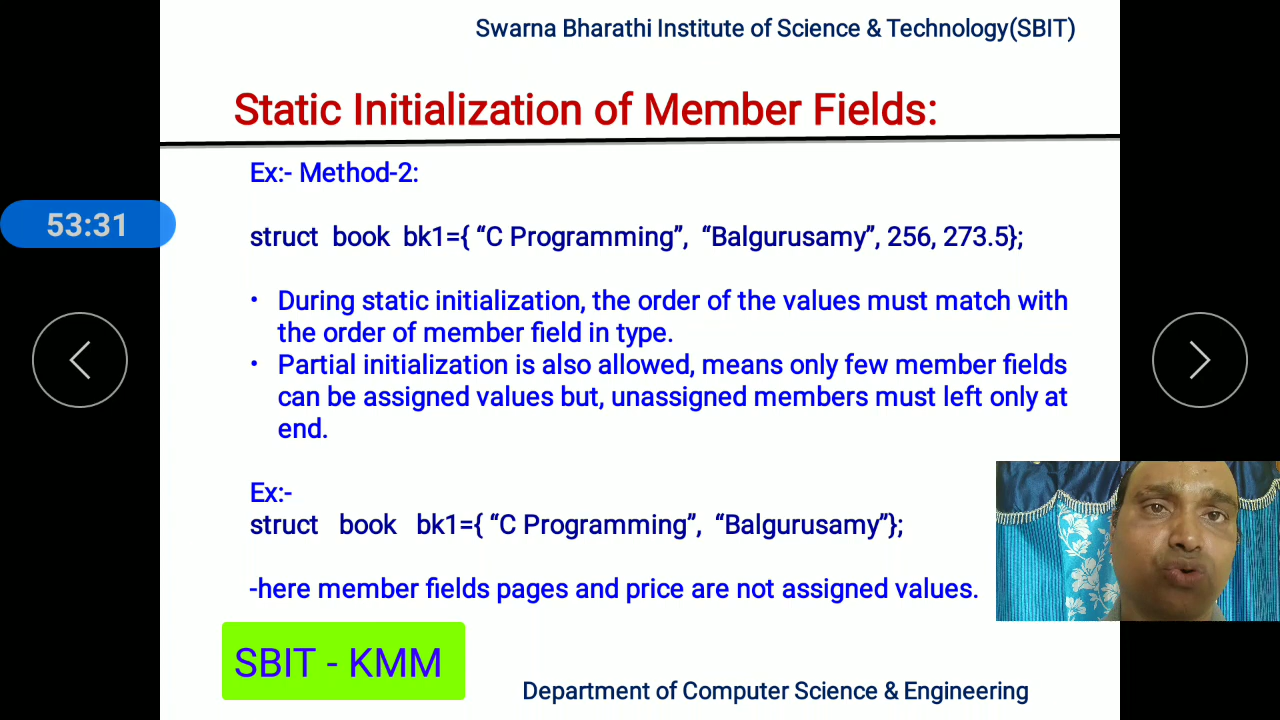 Swarna Bharathi Institute of Science & Technology(SBIT)
Static Initialization of Member Fields:
Ex:- Method-2:
53:31
struct book bk1={ “C Programming”, “Balgurusamy”, 256, 273.5};
• During static initialization, the order of the values must match with
the order of member field in type.
• Partial initialization is also allowed, means only few member fields
can be assigned values but, unassigned members must left only at
end.
Ex:-
struct book bk1={ “C Programming”, “Balgurusamy”};
-here member fields pages and price are not assigned values.
SBIT - KMM
Department of Computer Science & Engineering